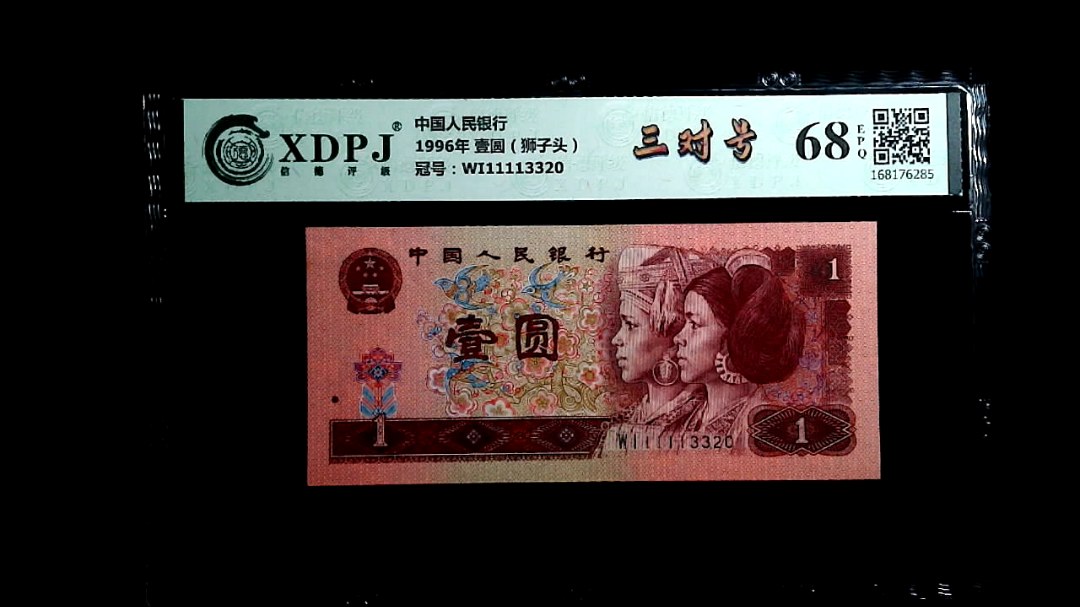 XDPJ®
信德评级
中国人民银行
1996年 壹圆（狮子头）
冠号：WI11113320
三对号
68
EPQ
168176285
中国人民银行
1
壹圆
1
WI11113320
1